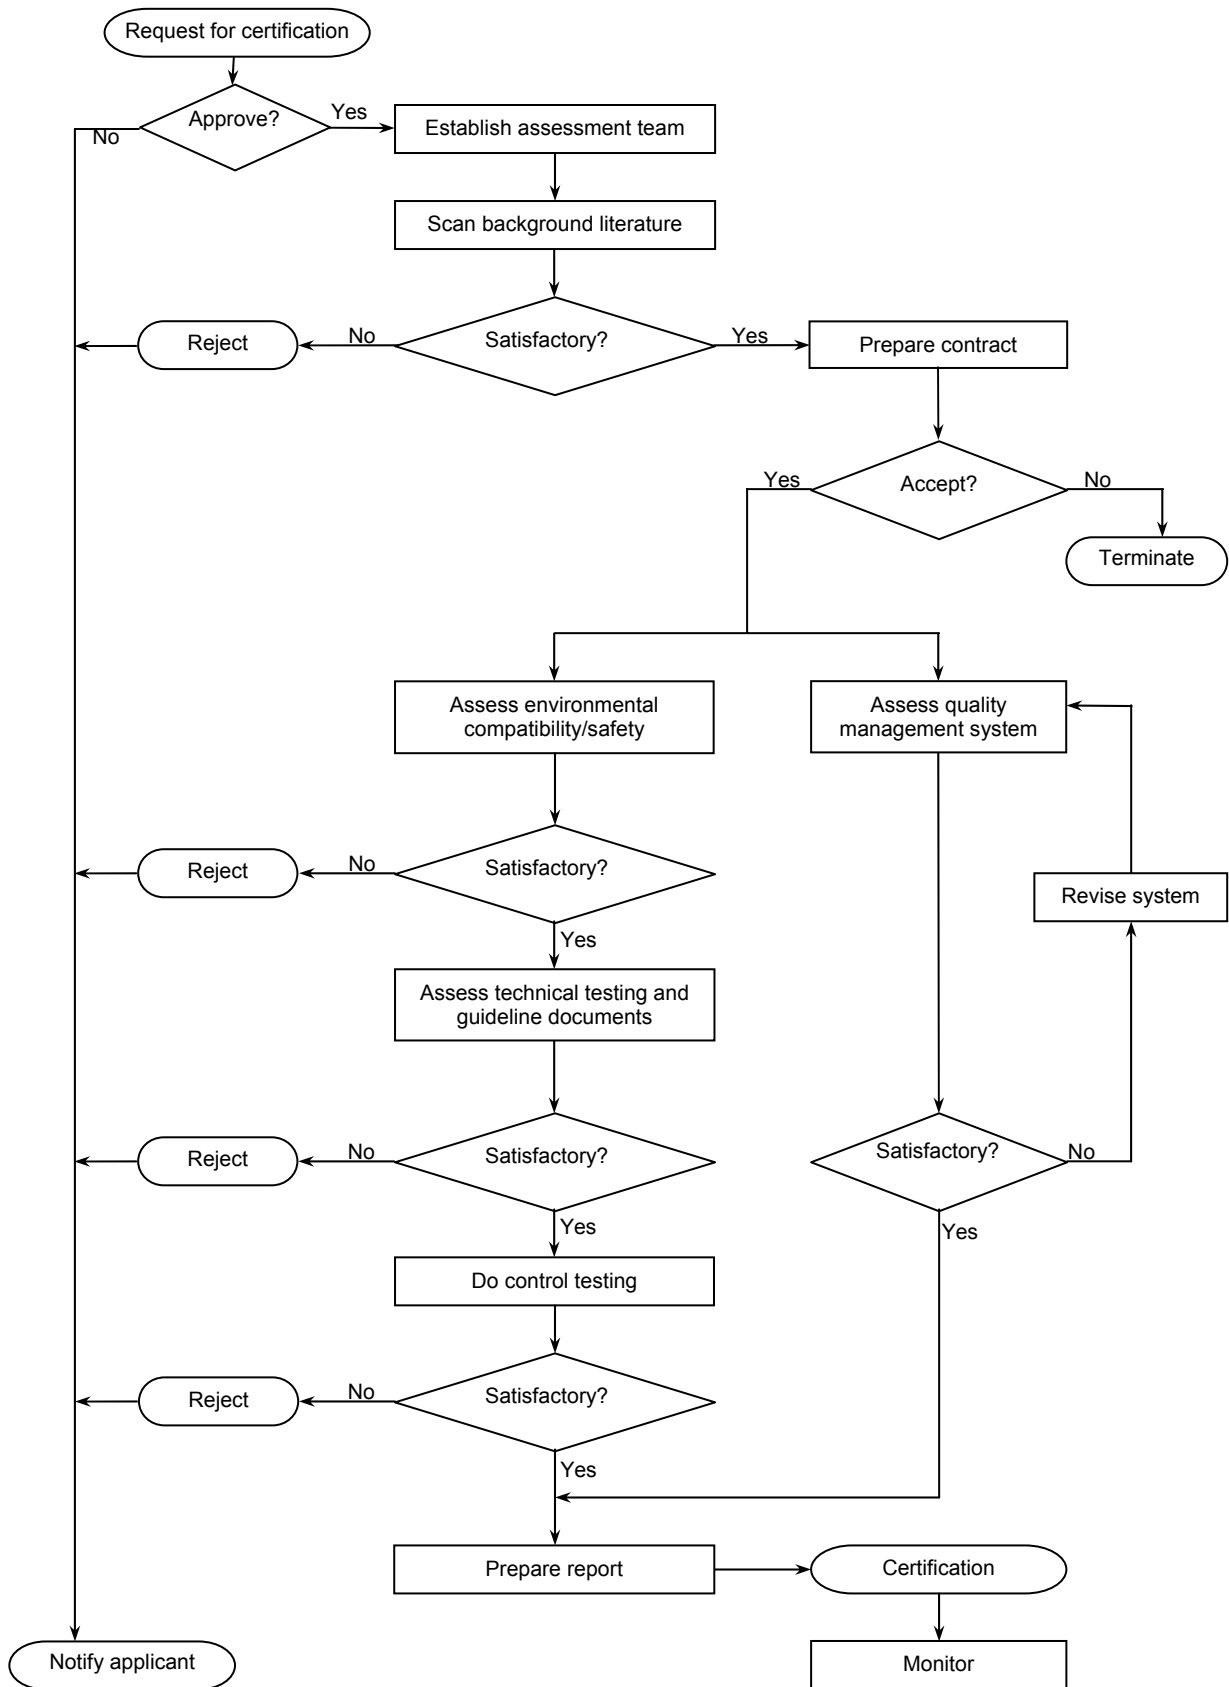 Request for certification
Approve?
Yes
No
Establish assessment team
Scan background literature
Reject
No
Satisfactory?
Yes
Prepare contract
Yes
Accept?
No
Terminate
Assess environmental
compatibility/safety
Assess quality
management system
Reject
No
Satisfactory?
Revise system
Yes
Assess technical testing and
guideline documents
Reject
No
Satisfactory?
Satisfactory?
No
Yes
Yes
Do control testing
Reject
No
Satisfactory?
Yes
Prepare report
Certification
Notify applicant
Monitor